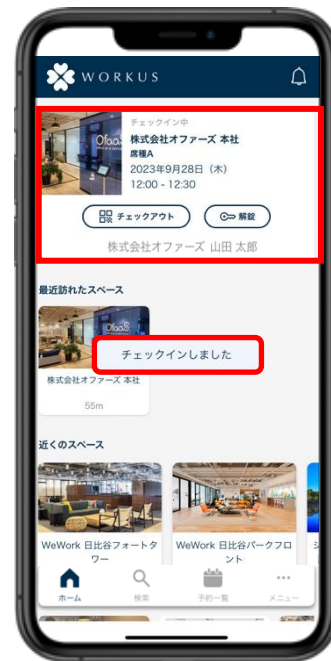 WORKUS
チェックイン中
株式会社オファーズ 本社
席種A
2023年9月28日（木）
12:00 - 12:30
チェックアウト
解錠
株式会社オファーズ 山田 太郎
最近訪れたスペース
OfaaS
チェックインしました
株式会社オファーズ 本社
55m
近くのスペース
WeWork 日比谷フォートタワー
WeWork 日比谷パークフロント
ホーム
検索
予約一覧
メニュー